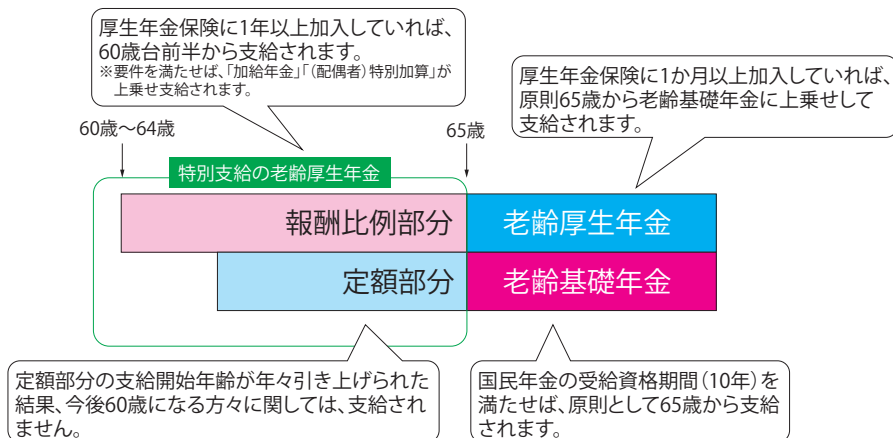 厚生年金保険に1年以上加入していれば、
60歳台前半から支給されます。
※要件を満たせば、「加給年金」「(配偶者)特別加算」が
上乗せ支給されます。
厚生年金保険に1か月以上加入していれば、
原則65歳から老齢基礎年金に上乗せして
支給されます。
60歳〜64歳
65歳
特別支給の老齢厚生年金
報酬比例部分
老齢厚生年金
定額部分
老齢基礎年金
定額部分の支給開始年齢が年々引き上げられた
結果、今後60歳になる方々に関しては、支給され
ません。
国民年金の受給資格期間(10年)を
満たせば、原則として65歳から支給
されます。